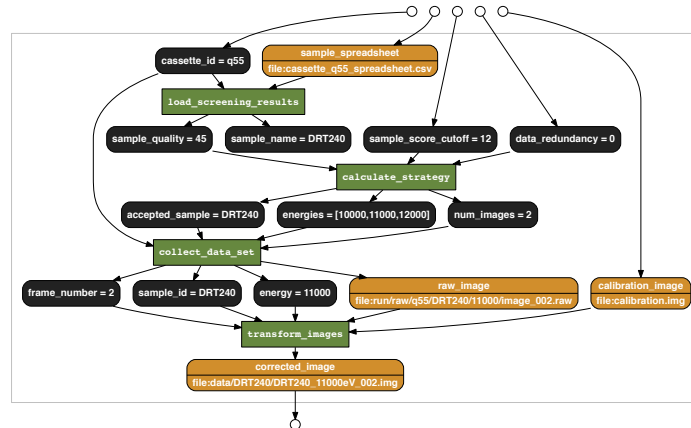 cassette_id = q55
sample_spreadsheet
file:cassette_q55_spreadsheet.csv
load_screening_results
sample_quality = 45
sample_name = DRT240
sample_score_cutoff = 12
data_redundancy = 0
calculate_strategy
accepted_sample = DRT240
energies = [10000,11000,12000]
num_images = 2
collect_data_set
frame_number = 2
sample_id = DRT240
energy = 11000
raw_image
file:run/raw/q55/DRT240/11000/image_002.raw
calibration_image
file:calibration.img
transform_images
corrected_image
file:data/DRT240/DRT240_11000eV_002.img